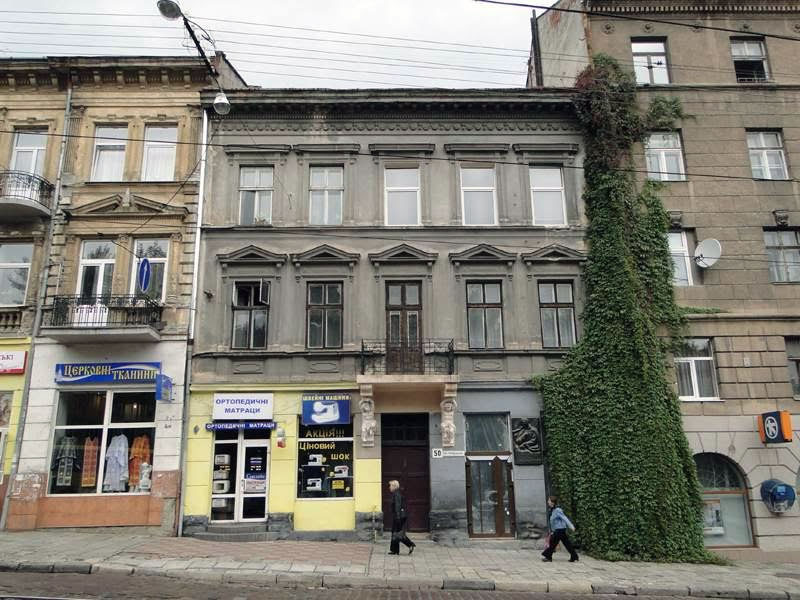 ЦЕРКОВНІ ТКАНИНИ
ОРТОПЕДИЧНІ
МАТРАЦИ
ОРТОПЕДИЧНІ МАТРАЦИ
ШВЕЙНІ МАШИНИ
АКЦІЯ!!!
ЦІНОВИЙ
ШОК
50